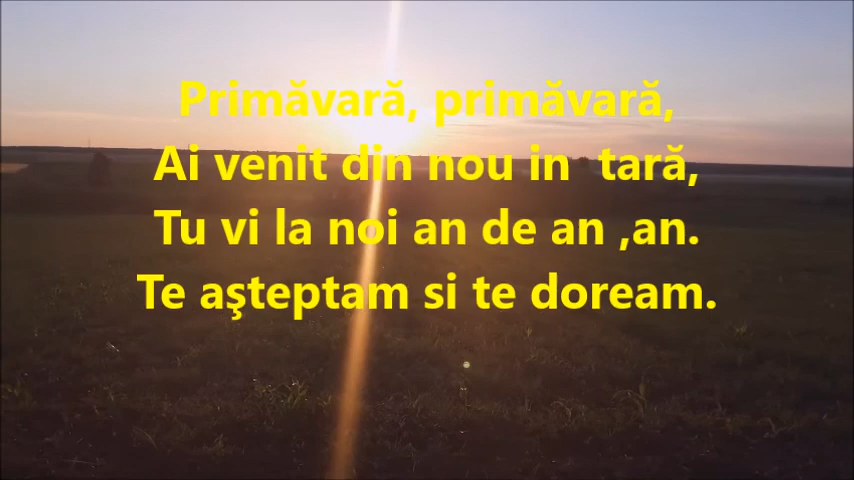 Primăvară, primăvară,
Ai venit din nou in  tară,
Tu vi la noi an de an ,an.
Te aşteptam si te doream.